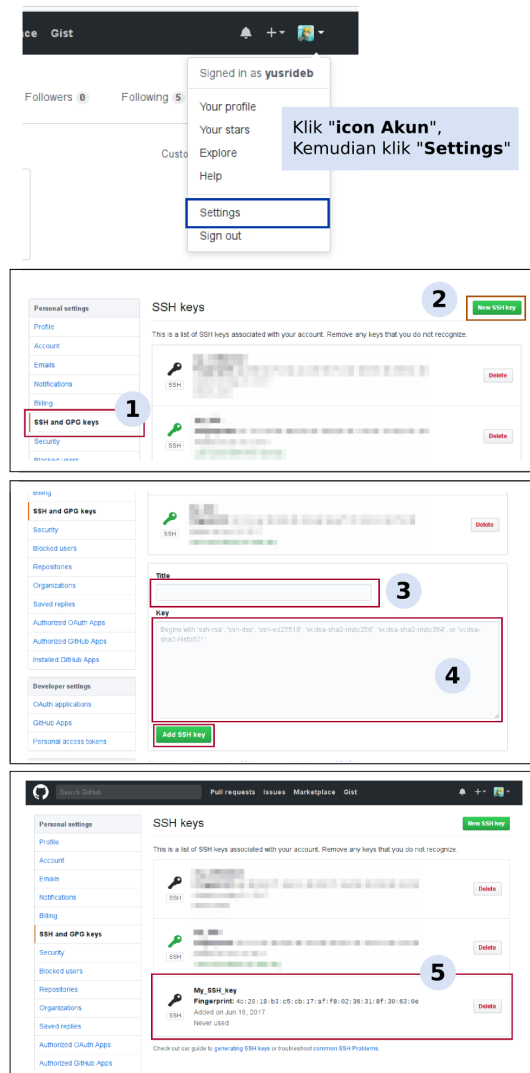 ce Gist
Signed in as yusrideb
Followers 0 Following 5
Your profile
Your stars
Klik "icon Akun",
Kemudian klik "Settings"
Custo
Explore
Help
Settings
Sign out
Personal settings
Profile
Account
Emails
Notifications
Billing
SSH and GPG keys
Security
Blocked users
1
SSH keys
2
New SSH key
This is a list of SSH keys associated with your account. Remove any keys that you do not recognize.
SSH
Delete
SSH
Delete
Billing
SSH and GPG keys
Security
Blocked users
Repositories
Organizations
Saved replies
Authorized OAuth Apps
Authorized GitHub Apps
Installed GitHub Apps
Developer settings
OAuth applications
GitHub Apps
Personal access tokens
SSH
Delete
Title
3
Key
Begins with 'ssh-rsa', 'ssh-dss', 'ssh-ed25519', 'ecdsa-sha2-nistp256', 'ecdsa-sha2-nistp384', or 'ecdsa-
sha2-nistp521'
4
Add SSH key
Search GitHub
Pull requests Issues Marketplace Gist
Personal settings
Profile
Account
Emails
Notifications
Billing
SSH and GPG keys
Security
Blocked users
Repositories
Organizations
Saved replies
Authorized OAuth Apps
Authorized GitHub Apps
SSH keys
New SSH key
This is a list of SSH keys associated with your account. Remove any keys that you do not recognize.
SSH
Delete
SSH
Delete
5
My_SSH_key
Fingerprint: 4c:20:18:b3:c5:cb:17:af:f8:02:36:31:8f:30:63:0e
SSH
Added on Jun 16, 2017
Never used
Delete
Check out our guide to generating SSH keys or troubleshoot common SSH Problems.